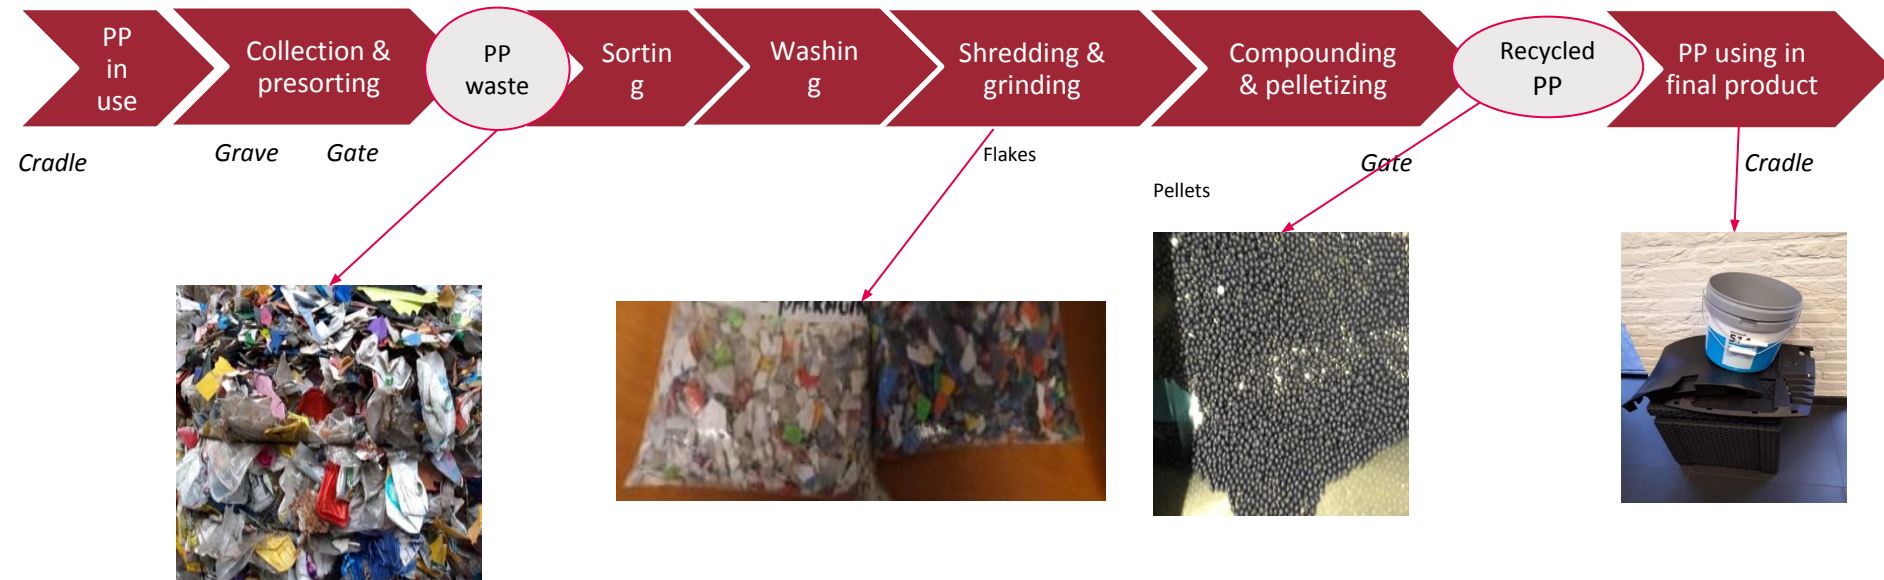 PP
in
use
Collection &
presorting
PP
waste
Sortin
g
Washin
g
Shredding &
grinding
Compounding
& pelletizing
Recycled
PP
PP using in
final product
Cradle
Grave
Gate
Flakes
Gate
Cradle
Pellets